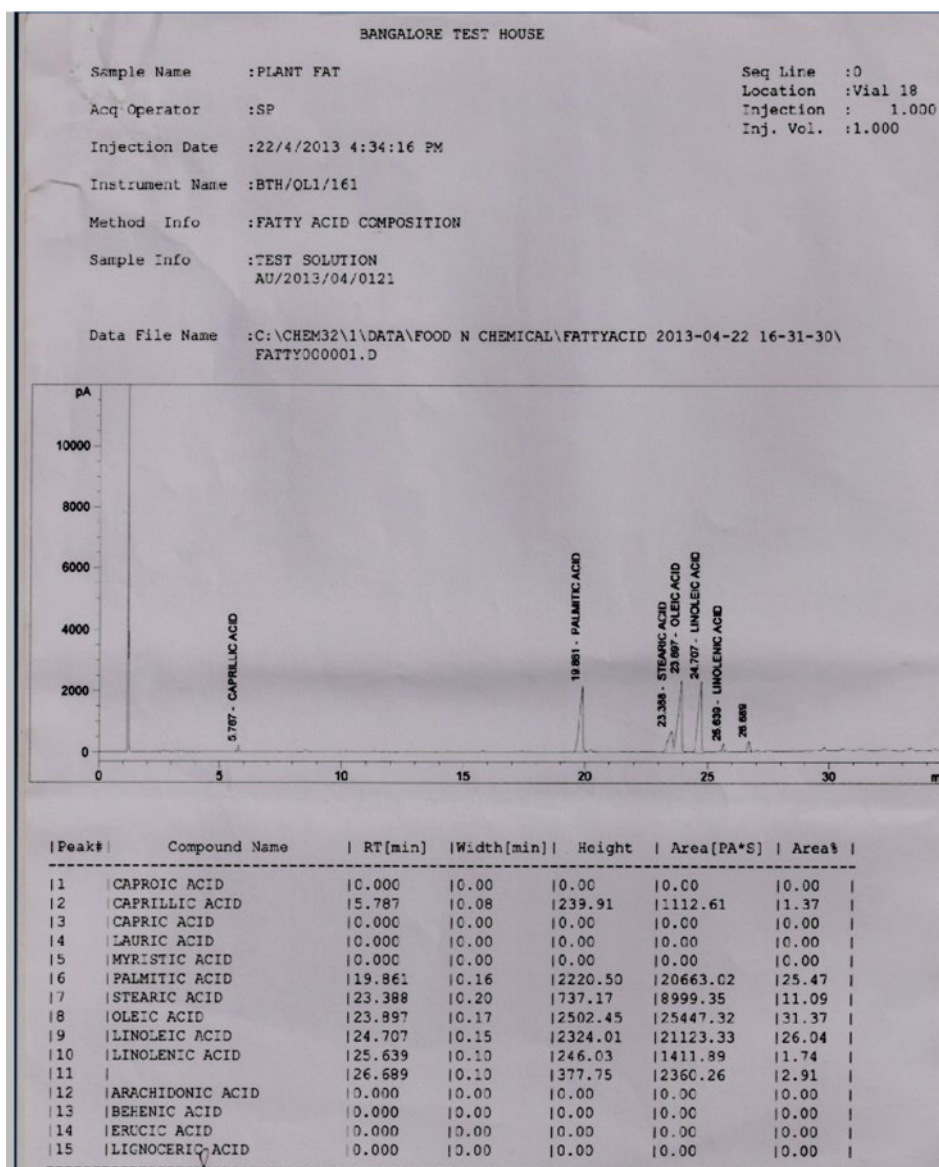 BANGALORE TEST HOUSE
Sample Name :PLANT FAT Seq Line :0
Location :Vial 18
Acq Operator :SP Injection : 1.000
Inj. Vol. :1.000
Injection Date :22/4/2013 4:34:16 PM
Instrument Name :BTH/OL1/161
Method Info :FATTY ACID COMPOSITION
Sample Info :TEST SOLUTION
AU/2013/04/0121
Data File Name :C:\CHEM32\1\DATA\FOOD N CHEMICAL\FATTYACID 2013-04-22 16-31-30\
FATTY000001.D
pA
10000
8000
6000
4000
2000
0
5.787 - CAPRILLIC ACID
19.861 - PALMITIC ACID
23.388 - STEARIC ACID
23.897 - OLEIC ACID
24.707 - LINOLEIC ACID
25.639 - LINOLENIC ACID
26.689
0 5 10 15 20 25 30 m
|Peak#| Compound Name | RT[min] |Width[min]| Height | Area[PA*S] | Area% |
|1 |CAPROIC ACID |0.000 |0.00 |0.00 |0.00 |0.00 |
|2 |CAPRILLIC ACID |5.787 |0.08 |239.91 |1112.61 |1.37 |
|3 |CAPRIC ACID |0.000 |0.00 |0.00 |0.00 |0.00 |
|4 |LAURIC ACID |0.000 |0.00 |0.00 |0.00 |0.00 |
|5 |MYRISTIC ACID |0.000 |0.00 |0.00 |0.00 |0.00 |
|6 |PALMITIC ACID |19.861 |0.16 |2220.50 |20663.02 |25.47 |
|7 |STEARIC ACID |23.388 |0.20 |737.17 |8999.35 |11.09 |
|8 |OLEIC ACID |23.897 |0.17 |2502.45 |25447.32 |31.37 |
|9 |LINOLEIC ACID |24.707 |0.15 |2324.01 |21123.33 |26.04 |
|10 |LINOLENIC ACID |25.639 |0.10 |246.03 |1411.89 |1.74 |
|11 | |26.689 |0.10 |377.75 |2360.26 |2.91 |
|12 |ARACHIDONIC ACID |0.000 |0.00 |0.00 |0.00 |0.00 |
|13 |BEHENIC ACID |0.000 |0.00 |0.00 |0.00 |0.00 |
|14 |ERUCIC ACID |0.000 |0.00 |0.00 |0.00 |0.00 |
|15 |LIGNOCERIC ACID |0.000 |0.00 |0.00 |0.00 |0.00 |